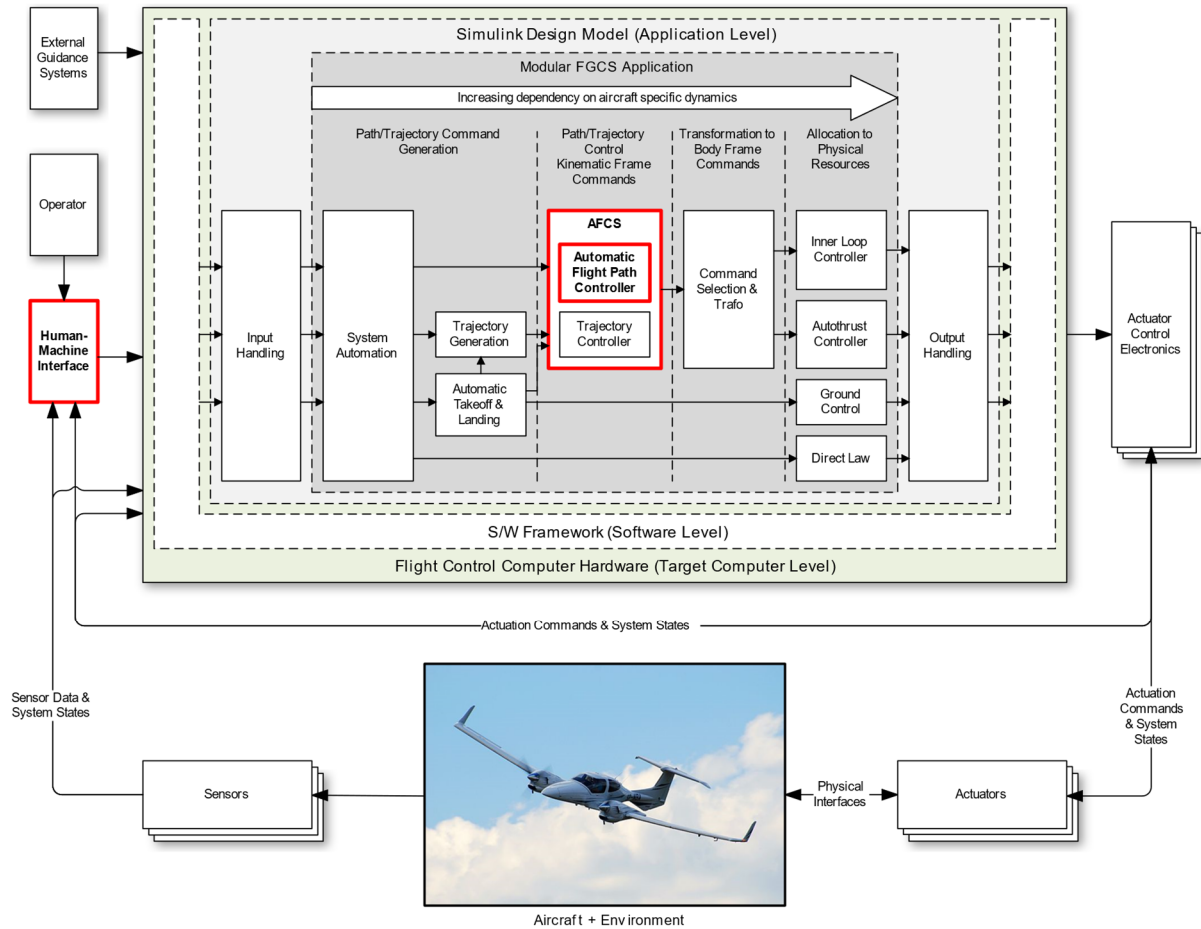 External
Guidance
Systems
Operator
Human-
Machine
Interface
Simulink Design Model (Application Level)
Modular FGCS Application
Increasing dependency on aircraft specific dynamics
Path/Trajectory Command
Generation
Path/Trajectory
Control
Kinematic Frame
Commands
Transformation to
Body Frame
Commands
Allocation to
Physical
Resources
Input
Handling
System
Automation
Trajectory
Generation
Automatic
Takeoff &
Landing
AFCS
Automatic
Flight Path
Controller
Trajectory
Controller
Command
Selection &
Trafo
Inner Loop
Controller
Autothrust
Controller
Ground
Control
Direct Law
Output
Handling
Actuator
Control
Electronics
S/W Framework (Software Level)
Flight Control Computer Hardware (Target Computer Level)
Actuation Commands & System States
Sensor Data &
System States
Actuation
Commands
& System
States
Sensors
Physical
Interfaces
Actuators
Aircraft + Environment